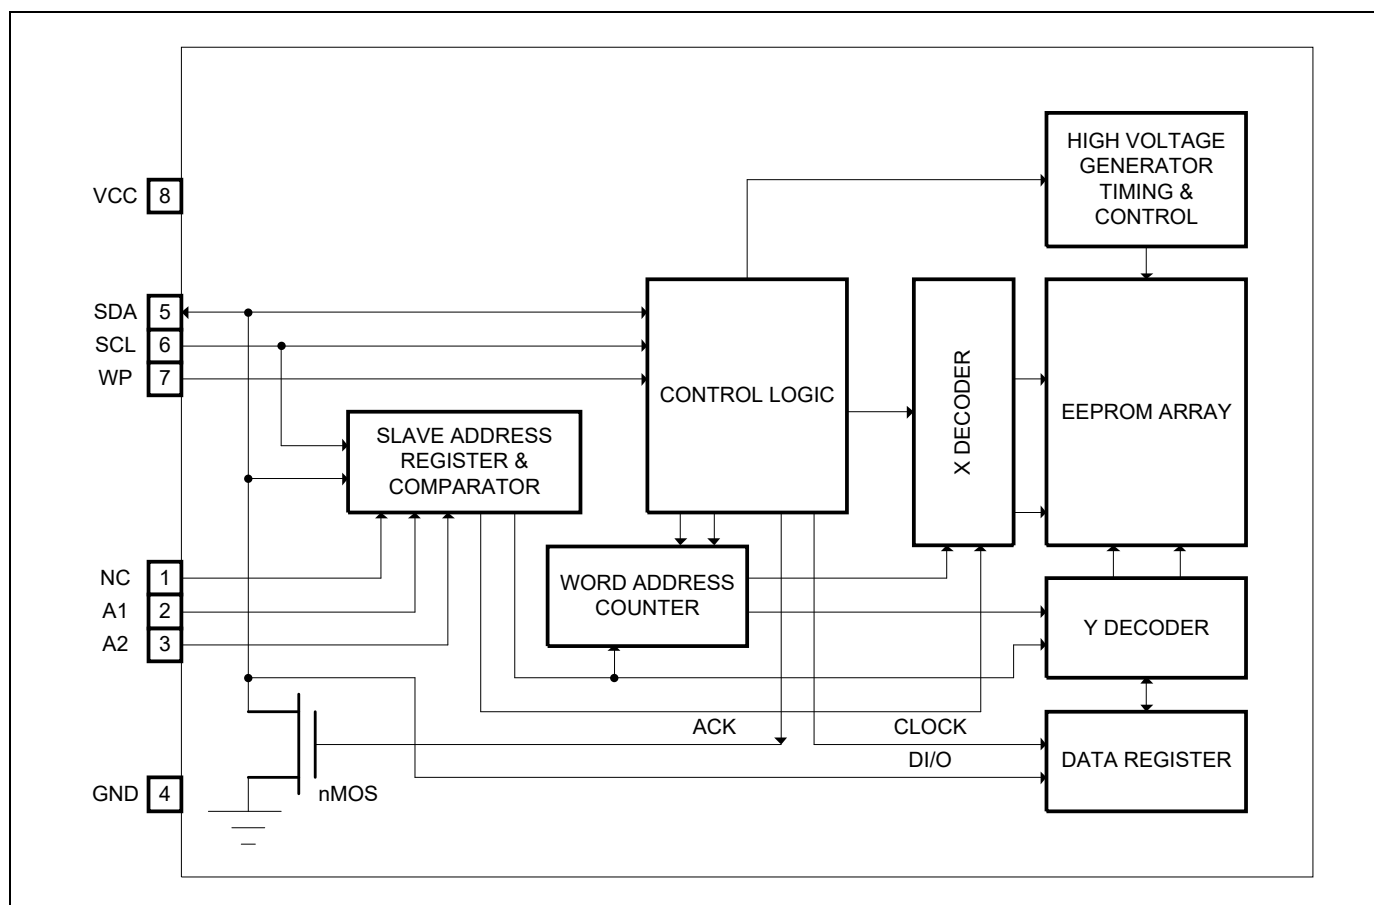 HIGH VOLTAGE
GENERATOR
TIMING &
CONTROL
VCC 8
SDA 5
SCL 6
WP 7
CONTROL LOGIC
X DECODER
EEPROM ARRAY
SLAVE ADDRESS
REGISTER &
COMPARATOR
NC 1
A1 2
A2 3
WORD ADDRESS
COUNTER
Y DECODER
ACK
CLOCK
DI/O
DATA REGISTER
GND 4
nMOS